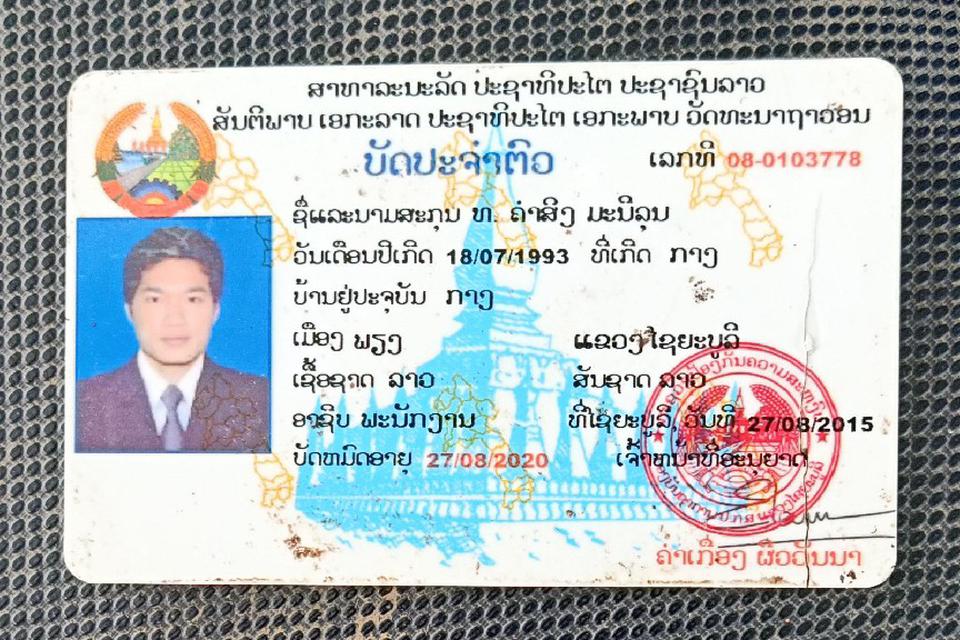 ສາທາລະນະລັດ ປະຊາທິປະໄຕ ປະຊາຊົນລາວ
ສັນຕິພາບ ເອກະລາດ ປະຊາທິປະໄຕ ເອກະພາບ ວັດທະນາຖາວອນ
ບັດປະຈຳຕົວ
ເລກທີ 08-0103778
ຊື່ແລະນາມສະກຸນ ທ. ຄຳສິງ ມະນີລຸນ
ວັນເດືອນປີເກີດ 18/07/1993 ທີ່ເກີດ ກາງ
ບ້ານຢູ່ປະຈຸບັນ ກາງ
ເມືອງ ພຽງ ແຂວງໄຊຍະບູລີ
ເຊື້ອຊາດ ລາວ ສັນຊາດ ລາວ
ອາຊີບ ພະນັກງານ ທີ່ໄຊຍະບູລີ, ວັນທີ 27/08/2015
ບັດຫມົດອາຍຸ 27/08/2020 ເຈົ້າຫນ້າທີ່ອະນຸຍາດ
ຄຳເກື່ອງ ຜິວວັນນາ